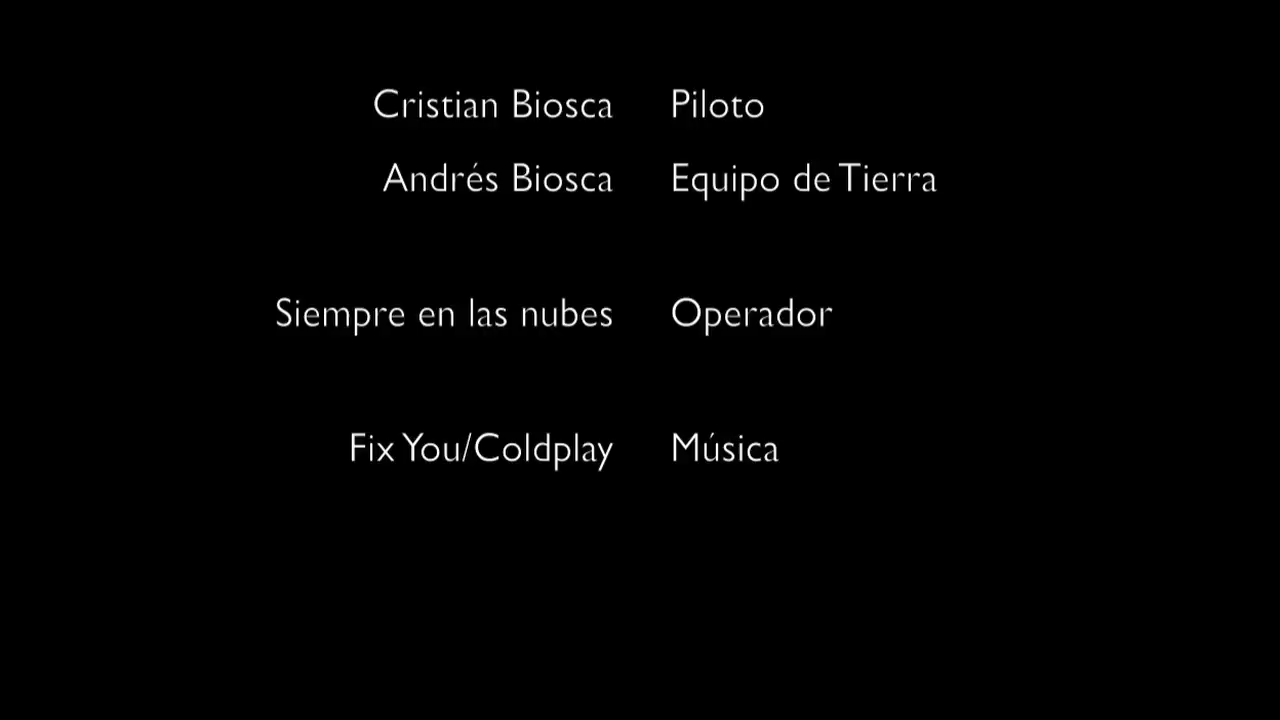 Cristian Biosca Piloto
Andrés Biosca Equipo de Tierra
Siempre en las nubes Operador
Fix You/Coldplay Música